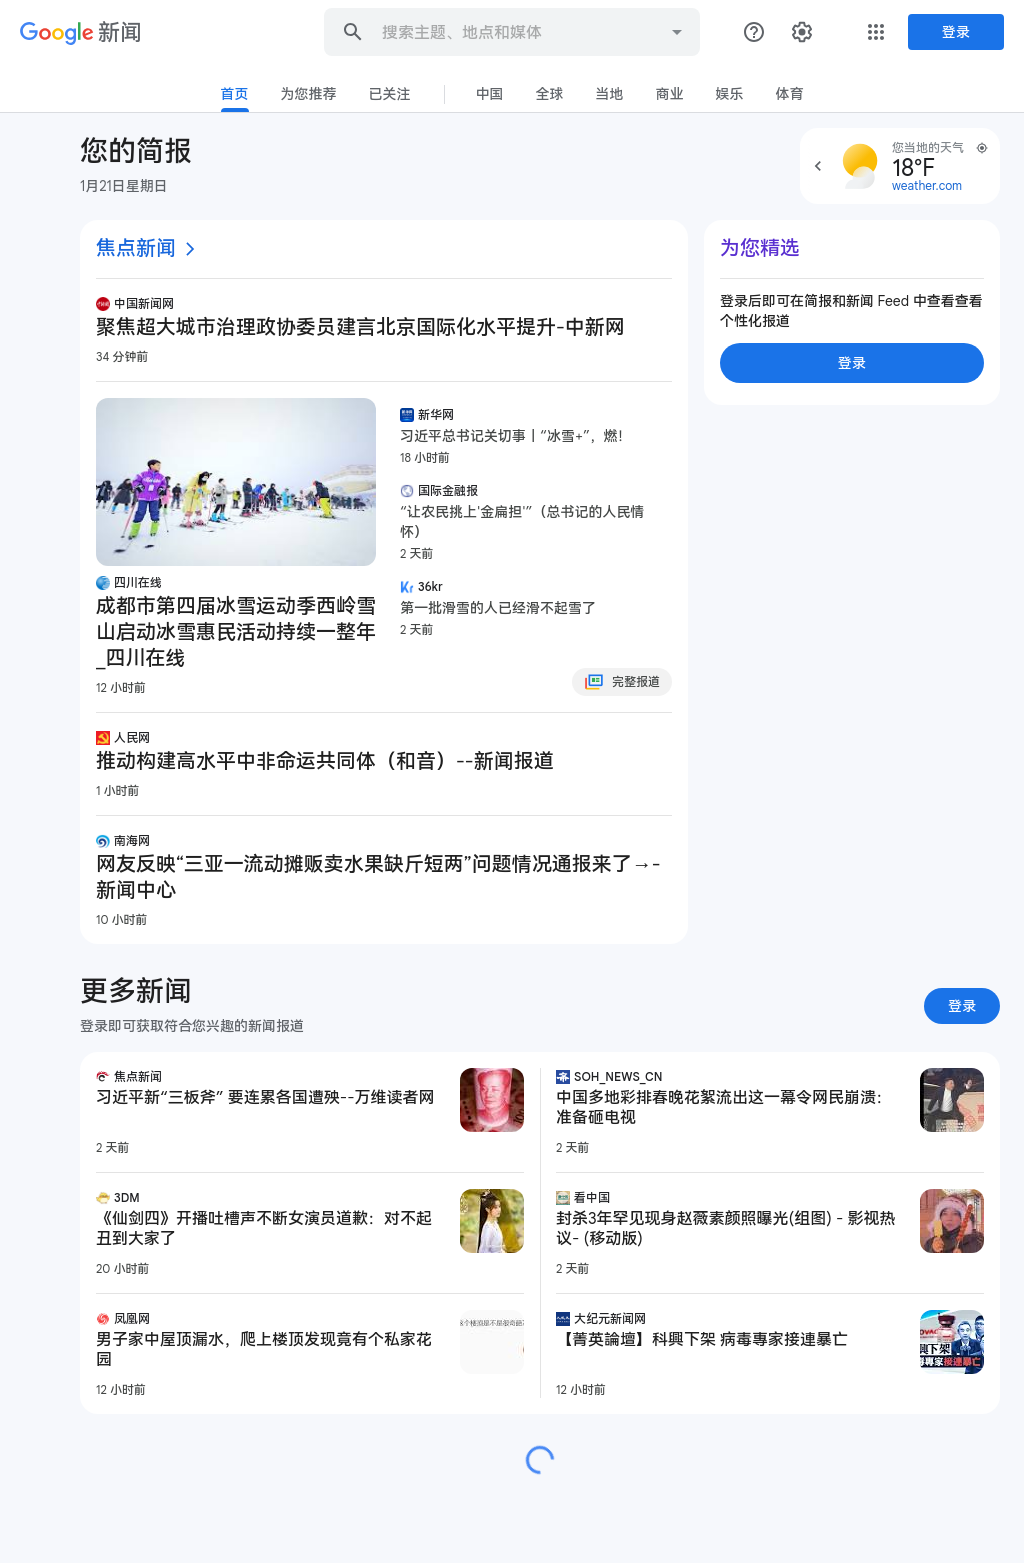 Google 新闻
搜索主题、地点和媒体
登录
首页
为您推荐
已关注
中国
全球
当地
商业
娱乐
体育
您的简报
1月21日星期日
您当地的天气
18°F
weather.com
焦点新闻
中国新闻网
聚焦超大城市治理政协委员建言北京国际化水平提升-中新网
34 分钟前
四川在线
成都市第四届冰雪运动季西岭雪
山启动冰雪惠民活动持续一整年
_四川在线
12 小时前
新华网
习近平总书记关切事丨“冰雪+”，燃！
18 小时前
国际金融报
“让农民挑上'金扁担'”（总书记的人民情
怀）
2 天前
36kr
第一批滑雪的人已经滑不起雪了
2 天前
完整报道
人民网
推动构建高水平中非命运共同体（和音）--新闻报道
1 小时前
南海网
网友反映“三亚一流动摊贩卖水果缺斤短两”问题情况通报来了→-
新闻中心
10 小时前
为您精选
登录后即可在简报和新闻 Feed 中查看查看
个性化报道
登录
更多新闻
登录即可获取符合您兴趣的新闻报道
登录
焦点新闻
习近平新“三板斧” 要连累各国遭殃--万维读者网
2 天前
SOH_NEWS_CN
中国多地彩排春晚花絮流出这一幕令网民崩溃：
准备砸电视
2 天前
3DM
《仙剑四》开播吐槽声不断女演员道歉：对不起
丑到大家了
20 小时前
看中国
封杀3年罕见现身赵薇素颜照曝光(组图) - 影视热
议- (移动版)
2 天前
凤凰网
男子家中屋顶漏水，爬上楼顶发现竟有个私家花
园
12 小时前
大纪元新闻网
【菁英論壇】科興下架 病毒專家接連暴亡
12 小时前
興下架
專家接連暴亡